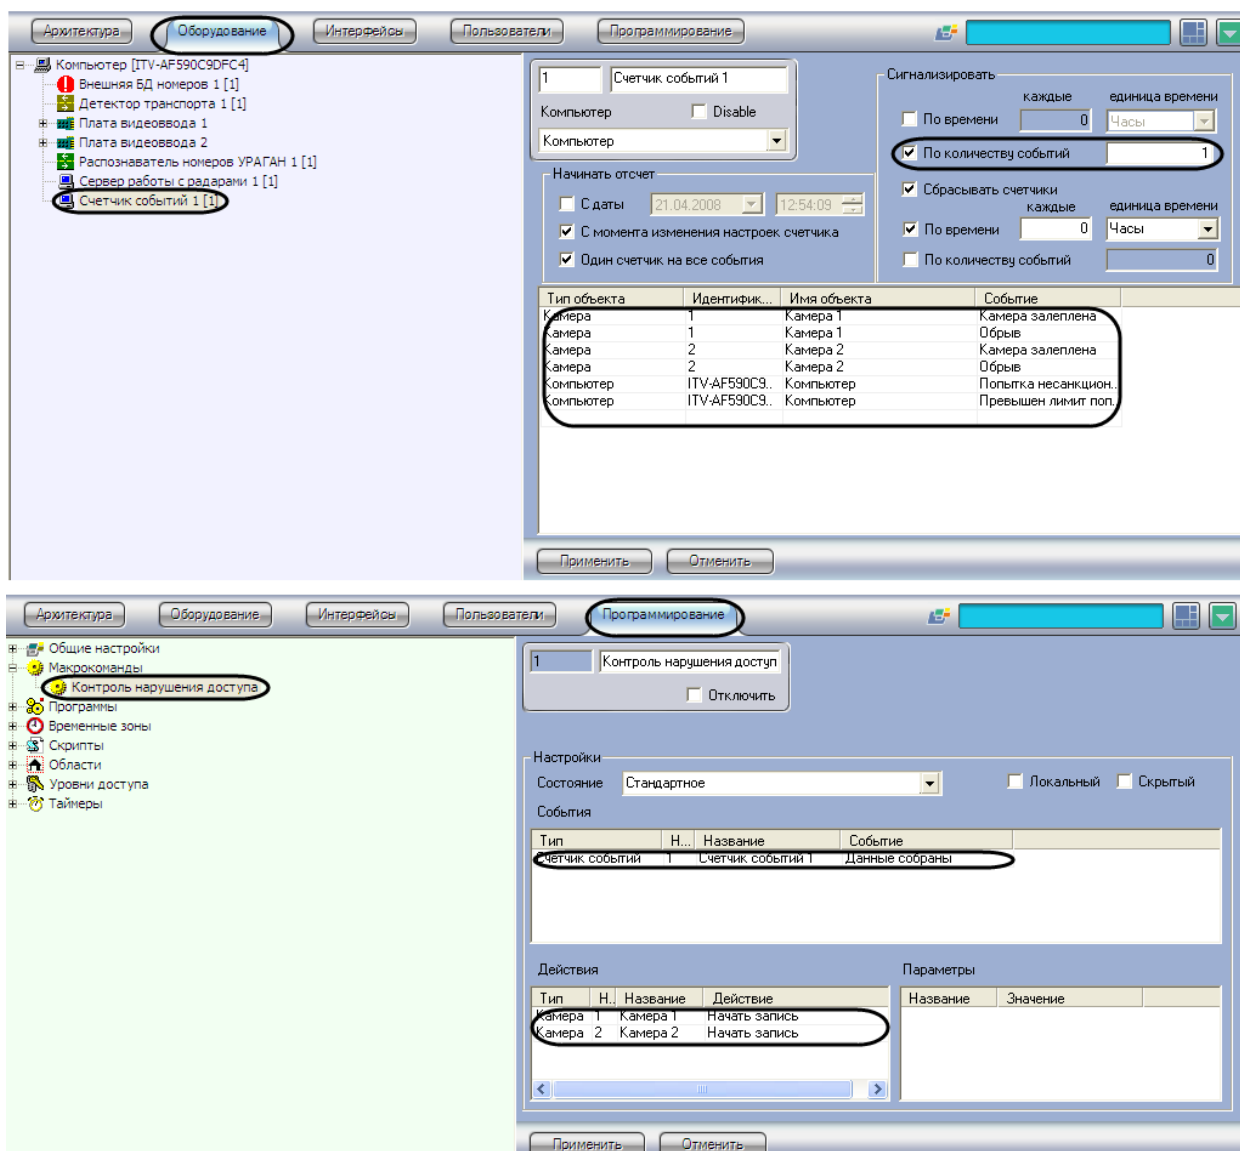 Архитектура Оборудование Интерфейсы Пользователи Программирование
Компьютер [ITV-AF590C9DFC4]
Внешняя БД номеров 1 [1]
Детектор транспорта 1 [1]
Плата видеоввода 1
Плата видеоввода 2
Распознаватель номеров УРАГАН 1 [1]
Сервер работы с радарами 1 [1]
Счетчик событий 1 [1]
1 Счетчик событий 1
Компьютер Disable
Компьютер
Начинать отсчет
С даты 21.04.2008 12:54:09
С момента изменения настроек счетчика
Один счетчик на все события
Сигнализировать
каждые единица времени
По времени 0 Часы
По количеству событий 1
Сбрасывать счетчики
каждые единица времени
По времени 0 Часы
По количеству событий 0
Тип объекта Идентифик... Имя объекта Событие
Камера 1 Камера 1 Камера залеплена
Камера 1 Камера 1 Обрыв
Камера 2 Камера 2 Камера залеплена
Камера 2 Камера 2 Обрыв
Компьютер ITV-AF590C9.. Компьютер Попытка несанкцион..
Компьютер ITV-AF590C9.. Компьютер Превышен лимит поп..
Применить Отменить
Архитектура Оборудование Интерфейсы Пользователи Программирование
Общие настройки
Макрокоманды
Контроль нарушения доступа
Программы
Временные зоны
Скрипты
Области
Уровни доступа
Таймеры
1 Контроль нарушения доступ
Отключить
Настройки
Состояние Стандартное Локальный Скрытый
События
Тип Н... Название Событие
Счетчик событий 1 Счетчик событий 1 Данные собраны
Действия
Тип Н.. Название Действие
Камера 1 Камера 1 Начать запись
Камера 2 Камера 2 Начать запись
Параметры
Название Значение
Применить Отменить